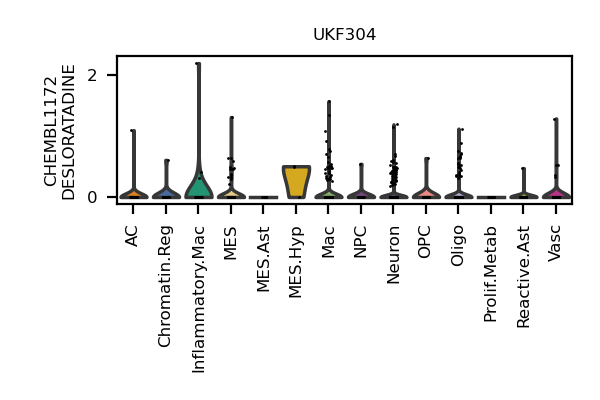 UKF304
CHEMBL1172
DESLORATADINE
2
0
AC
Chromatin.Reg
Inflammatory.Mac
MES
MES.Ast
MES.Hyp
Mac
NPC
Neuron
OPC
Oligo
Prolif.Metab
Reactive.Ast
Vasc